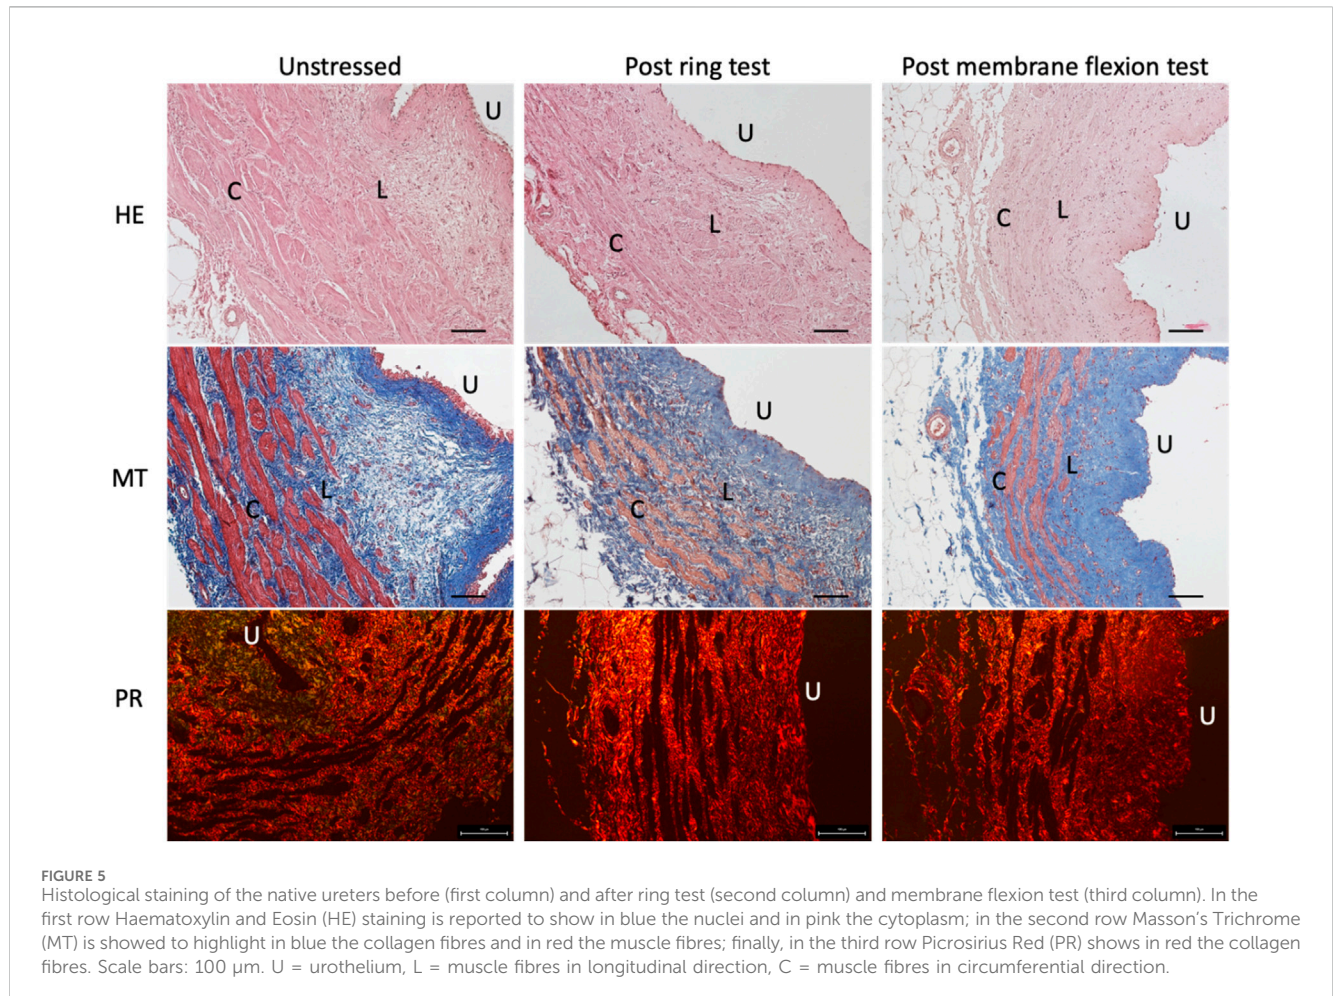 Unstressed Post ring test Post membrane flexion test
HE
U
C
L
U
C
L
C
L
U
MT
U
L
C
U
L
C
U
L
C
PR
U
U
U
FIGURE 5
Histological staining of the native ureters before (first column) and after ring test (second column) and membrane flexion test (third column). In the
first row Haematoxylin and Eosin (HE) staining is reported to show in blue the nuclei and in pink the cytoplasm; in the second row Masson's Trichrome
(MT) is showed to highlight in blue the collagen fibres and in red the muscle fibres; finally, in the third row Picrosirius Red (PR) shows in red the collagen
fibres. Scale bars: 100 µm. U = urothelium, L = muscle fibres in longitudinal direction, C = muscle fibres in circumferential direction.